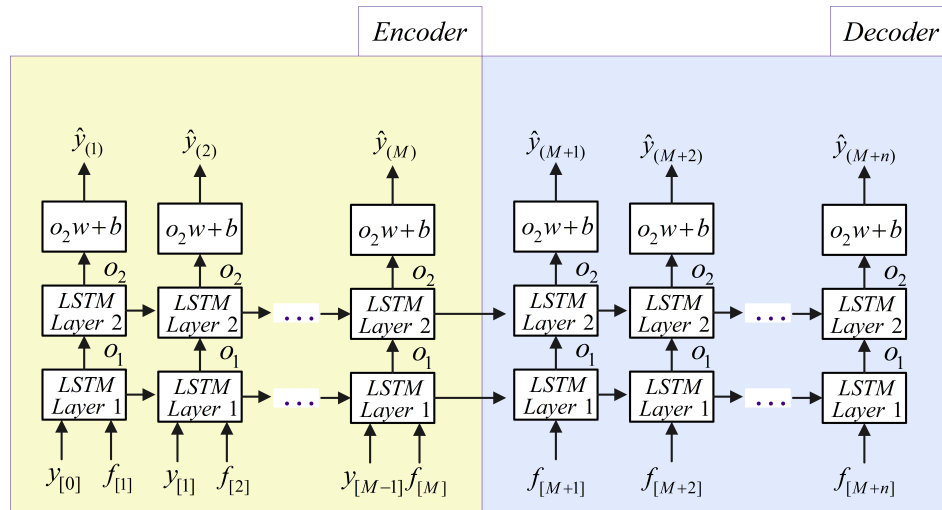 Encoder Decoder
ŷ(1) ŷ(2) ŷ(M) ŷ(M+1) ŷ(M+2) ŷ(M+n)
o₂w+b o₂w+b o₂w+b o₂w+b o₂w+b o₂w+b
o₂ o₂ o₂ o₂ o₂ o₂
LSTM LSTM LSTM LSTM LSTM LSTM
Layer 2 Layer 2 ... Layer 2 Layer 2 Layer 2 ... Layer 2
o₁ o₁ o₁ o₁ o₁ o₁
LSTM LSTM LSTM LSTM LSTM LSTM
Layer 1 Layer 1 ... Layer 1 Layer 1 Layer 1 ... Layer 1
y[0] f[1] y[1] f[2] y[M−1] f[M] f[M+1] f[M+2] f[M+n]